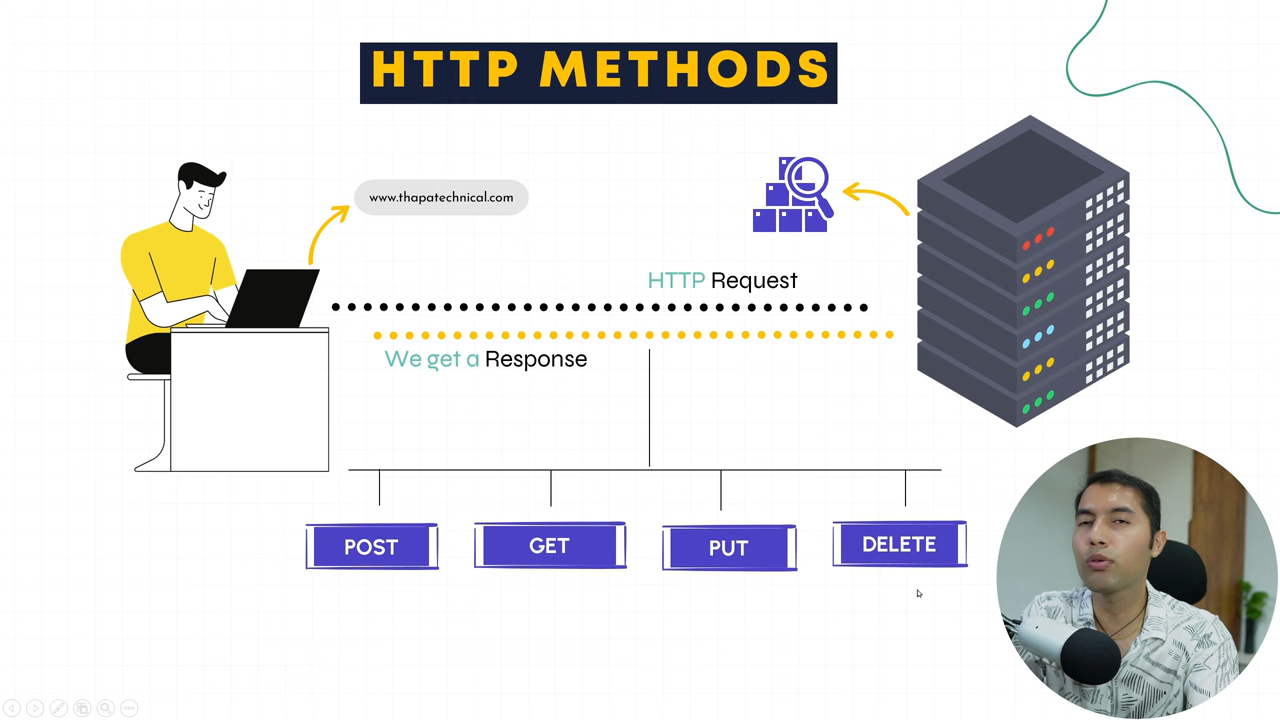 HTTP METHODS
www.thapatechnical.com
HTTP Request
We get a Response
POST
GET
PUT
DELETE